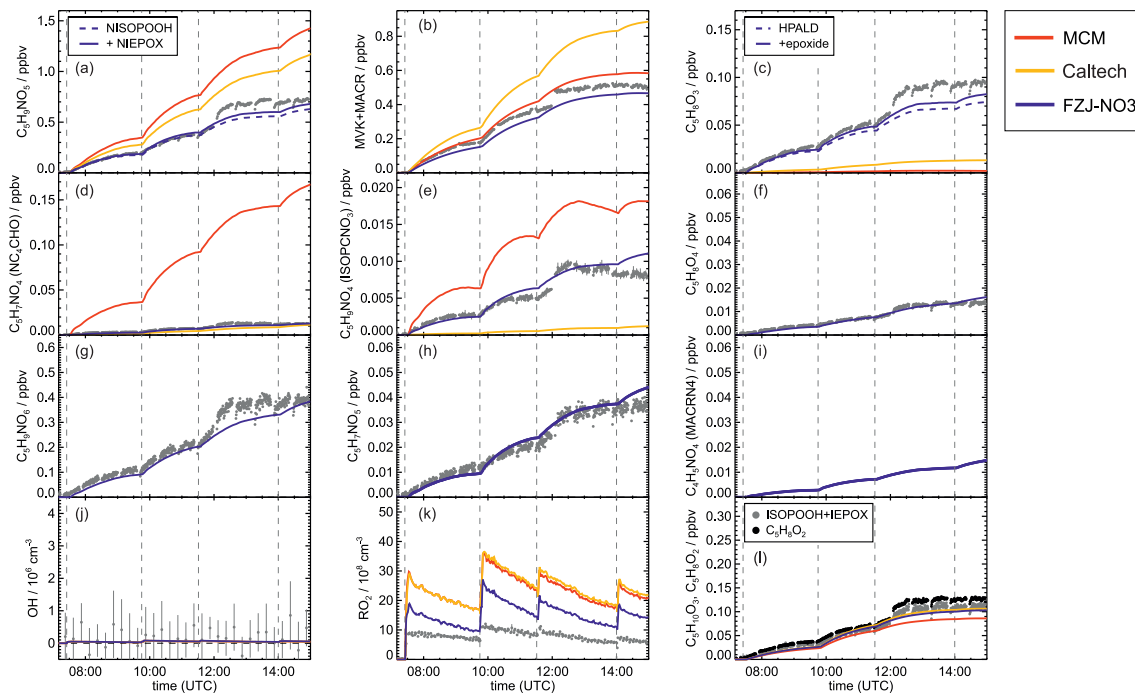 NISOPOOH
+ NIEPOX
(a)
C₅H₉NO₅ / ppbv
1.5
1.0
0.5
0.0
(b)
MVK+MACR / ppbv
0.8
0.6
0.4
0.2
0.0
HPALD
+epoxide
(c)
C₅H₈O₃ / ppbv
0.10
0.05
0.00
MCM
Caltech
FZJ-NO3
(d)
C₅H₇NO₄ (NC₄CHO) / ppbv
0.15
0.10
0.05
0.00
(e)
C₅H₉NO₄ (ISOPCNO₃) / ppbv
0.020
0.015
0.010
0.005
0.000
(f)
C₅H₈O₄ / ppbv
0.06
0.05
0.04
0.03
0.02
0.01
0.00
(g)
C₅H₉NO₆ / ppbv
0.6
0.5
0.4
0.3
0.2
0.1
0.0
(h)
C₅H₇NO₅ / ppbv
0.06
0.05
0.04
0.03
0.02
0.01
0.00
(i)
C₄H₅NO₄ (MACRN4) / ppbv
0.06
0.05
0.04
0.03
0.02
0.01
0.00
(j)
OH / 10⁶ cm⁻³
4
2
0
08:00 10:00 12:00 14:00
time (UTC)
(k)
RO₂ / 10⁸ cm⁻³
50
40
30
20
10
0
08:00 10:00 12:00 14:00
time (UTC)
ISOPOOH+IEPOX
C₅H₈O₂
(l)
C₅H₁₀O₃, C₅H₈O₂ / ppbv
0.30
0.25
0.20
0.15
0.10
0.05
0.00
08:00 10:00 12:00 14:00
time (UTC)